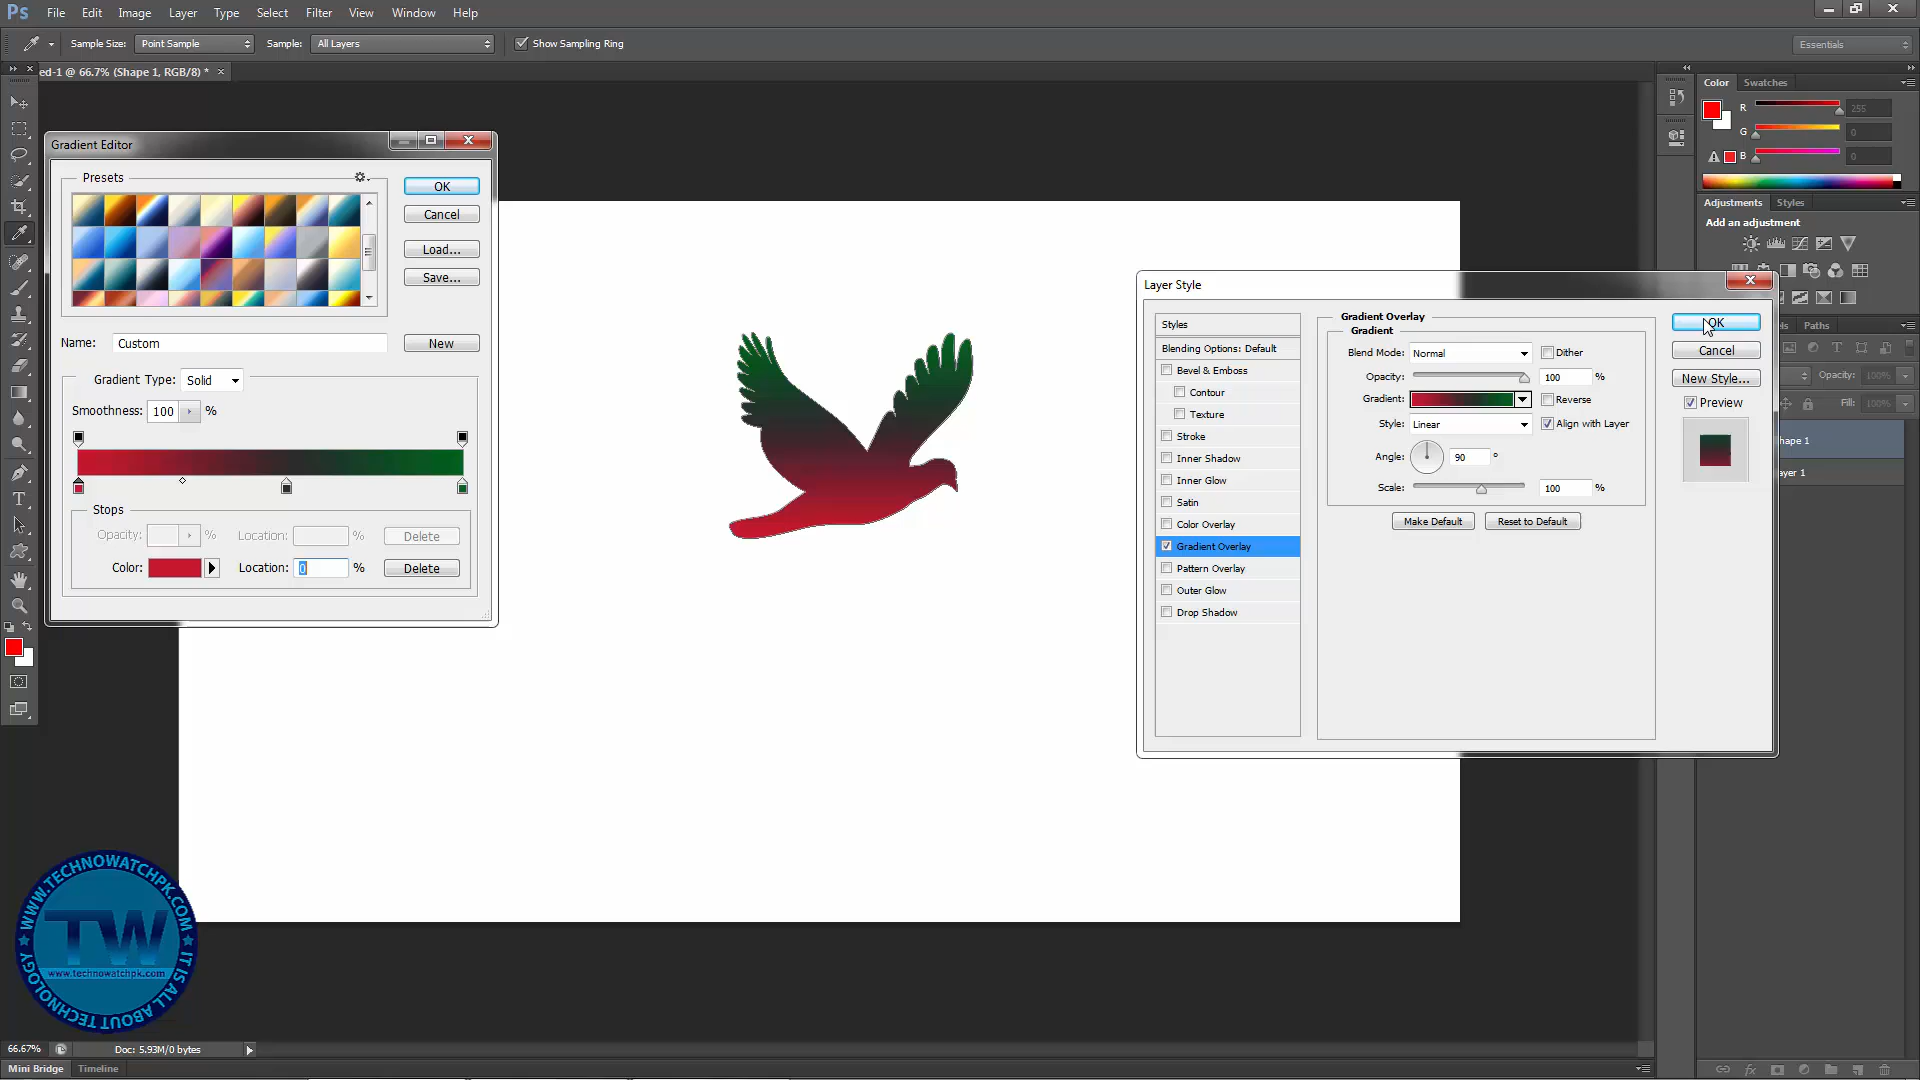 Ps File Edit Image Layer Type Select Filter View Window Help
Sample Size: Point Sample Sample: All Layers Show Sampling Ring Essentials
ed-1 @ 66.7% (Shape 1, RGB/8) * ×
Gradient Editor
Presets
OK
Cancel
Load...
Save...
Name: Custom New
Gradient Type: Solid
Smoothness: 100 %
Stops
Opacity: % Location: % Delete
Color: Location: 0 % Delete
Layer Style
Styles
Blending Options: Default
Bevel & Emboss
Contour
Texture
Stroke
Inner Shadow
Inner Glow
Satin
Color Overlay
Gradient Overlay
Pattern Overlay
Outer Glow
Drop Shadow
Gradient Overlay
Gradient
Blend Mode: Normal Dither
Opacity: 100 %
Gradient: Reverse
Style: Linear Align with Layer
Angle: 90 °
Scale: 100 %
Make Default Reset to Default
OK
Cancel
New Style...
Preview
Color Swatches
R 255
G 0
B 0
Adjustments Styles
Add an adjustment
els Paths
Opacity: 100%
Fill: 100%
hape 1
ayer 1
WWW.TECHNOWATCHPK.COM
TW
www.technowatchpk.com
IT IS ALL ABOUT TECHNOLOGY
66.67% Doc: 5.93M/0 bytes
Mini Bridge Timeline